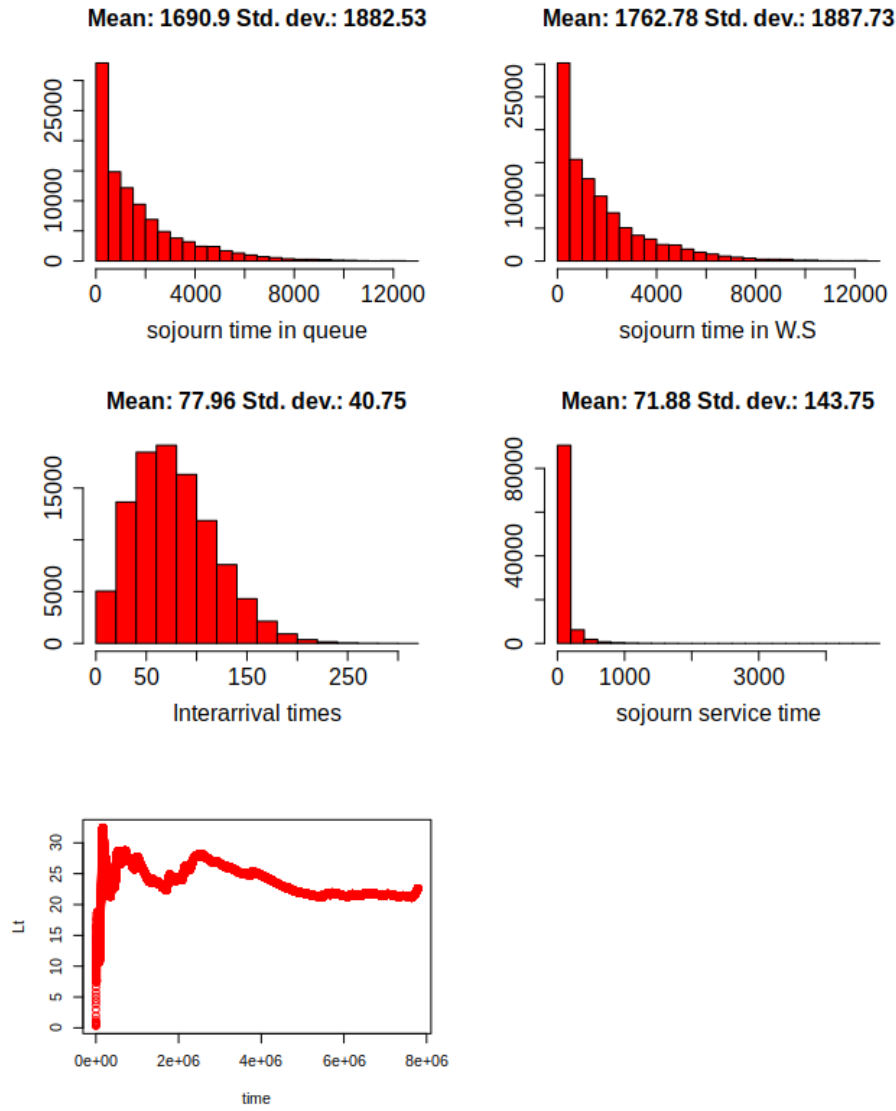 Mean: 1690.9 Std. dev.: 1882.53
0 10000 25000
0 4000 8000 12000
sojourn time in queue
Mean: 1762.78 Std. dev.: 1887.73
0 10000 25000
0 4000 8000 12000
sojourn time in W.S
Mean: 77.96 Std. dev.: 40.75
0 5000 15000
0 50 150 250
Interarrival times
Mean: 71.88 Std. dev.: 143.75
0 40000 80000
0 1000 3000
sojourn service time
Lt
0 5 10 15 20 25 30
0e+00 2e+06 4e+06 6e+06 8e+06
time